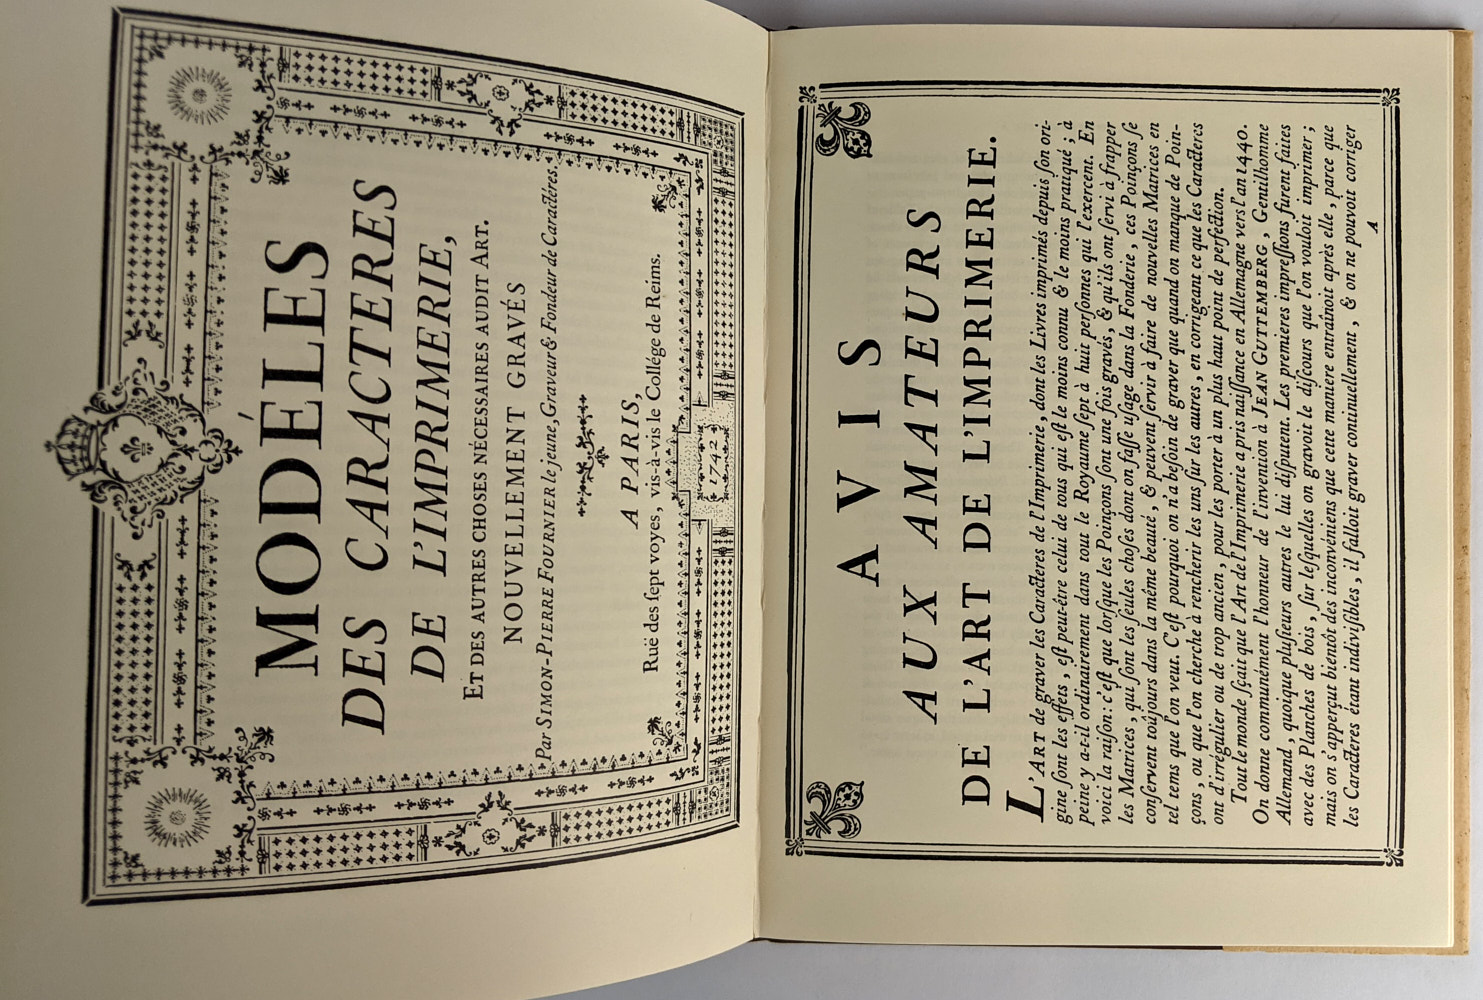 MODÉLES
DES CARACTERES
DE L'IMPRIMERIE,
ET DES AUTRES CHOSES NÉCESSAIRES AUDIT ART.
NOUVELLEMENT GRAVÉS
Par SIMON-PIERRE FOURNIER le jeune, Graveur & Fondeur de Caractéres.
A PARIS,
Ruë des ſept voyes, vis-à-vis le Collége de Reims.
1742
AVIS
AUX AMATEURS
DE L'ART DE L'IMPRIMERIE.
L'ART de graver les Caracteres de l'Imprimerie, dont les Livres imprimés depuis ſon ori-
gine ſont les effets, eſt peut-être celui de tous qui eſt le moins connu & le moins pratiqué; à
peine y a-t-il ordinairement dans tout le Royaume ſept à huit perſonnes qui l'exercent. En
voici la raiſon: c'eſt que lorſque les Poinçons ſont une fois gravés, & qu'ils ont ſervi à frapper
les Matrices, qui ſont les ſeules choſes dont on faſſe uſage dans la Fonderie, ces Poinçons ſe
conſervent toûjours dans la même beauté, & peuvent ſervir à faire de nouvelles Matrices en
tel tems que l'on veut. C'eſt pourquoi on n'a beſoin de graver que quand on manque de Poin-
çons, ou que l'on cherche à rencherir les uns ſur les autres, en corrigeant ce que les Caracteres
ont d'irrégulier ou de trop ancien, pour les porter à un plus haut point de perfection.
Tout le monde ſçait que l'Art de l'Imprimerie a pris naiſſance en Allemagne vers l'an 1440.
On donne communément l'honneur de l'invention à JEAN GUTTEMBERG, Gentilhomme
Allemand, quoique pluſieurs autres le lui diſputent. Les premieres impreſſions furent faites
avec des Planches de bois, ſur leſquelles on gravoit le diſcours que l'on vouloit imprimer;
mais on s'apperçut bientôt des inconvéniens que cette maniere entraînoit après elle, parce que
les Caracteres étant indiviſibles, il falloit graver continuellement, & on ne pouvoit corriger
A